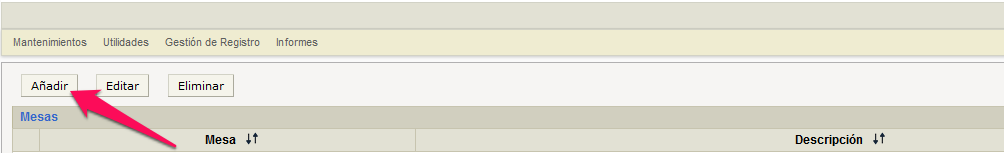 Mantenimientos Utilidades Gestión de Registro Informes
Añadir Editar Eliminar
Mesas
Mesa Descripción